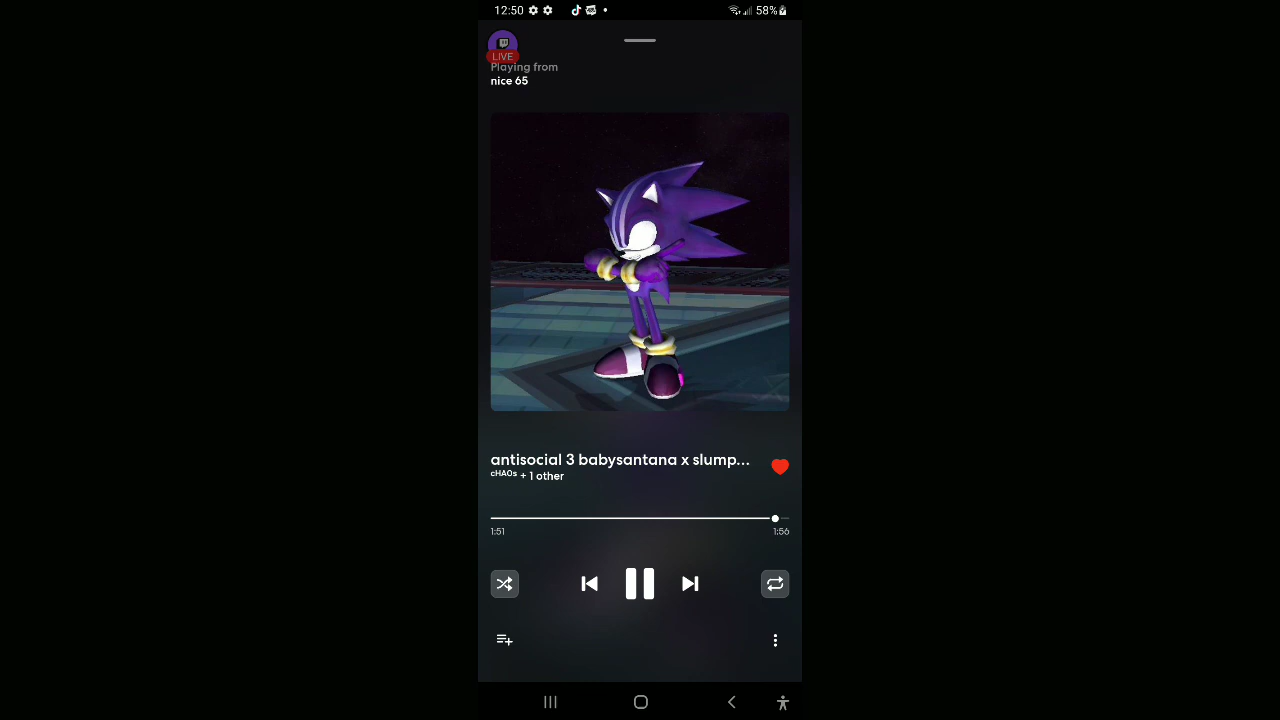 12:50 58%
LIVE
Playing from
nice 65
antisocial 3 babysantana x slump...
cHAOs + 1 other
1:51 1:56